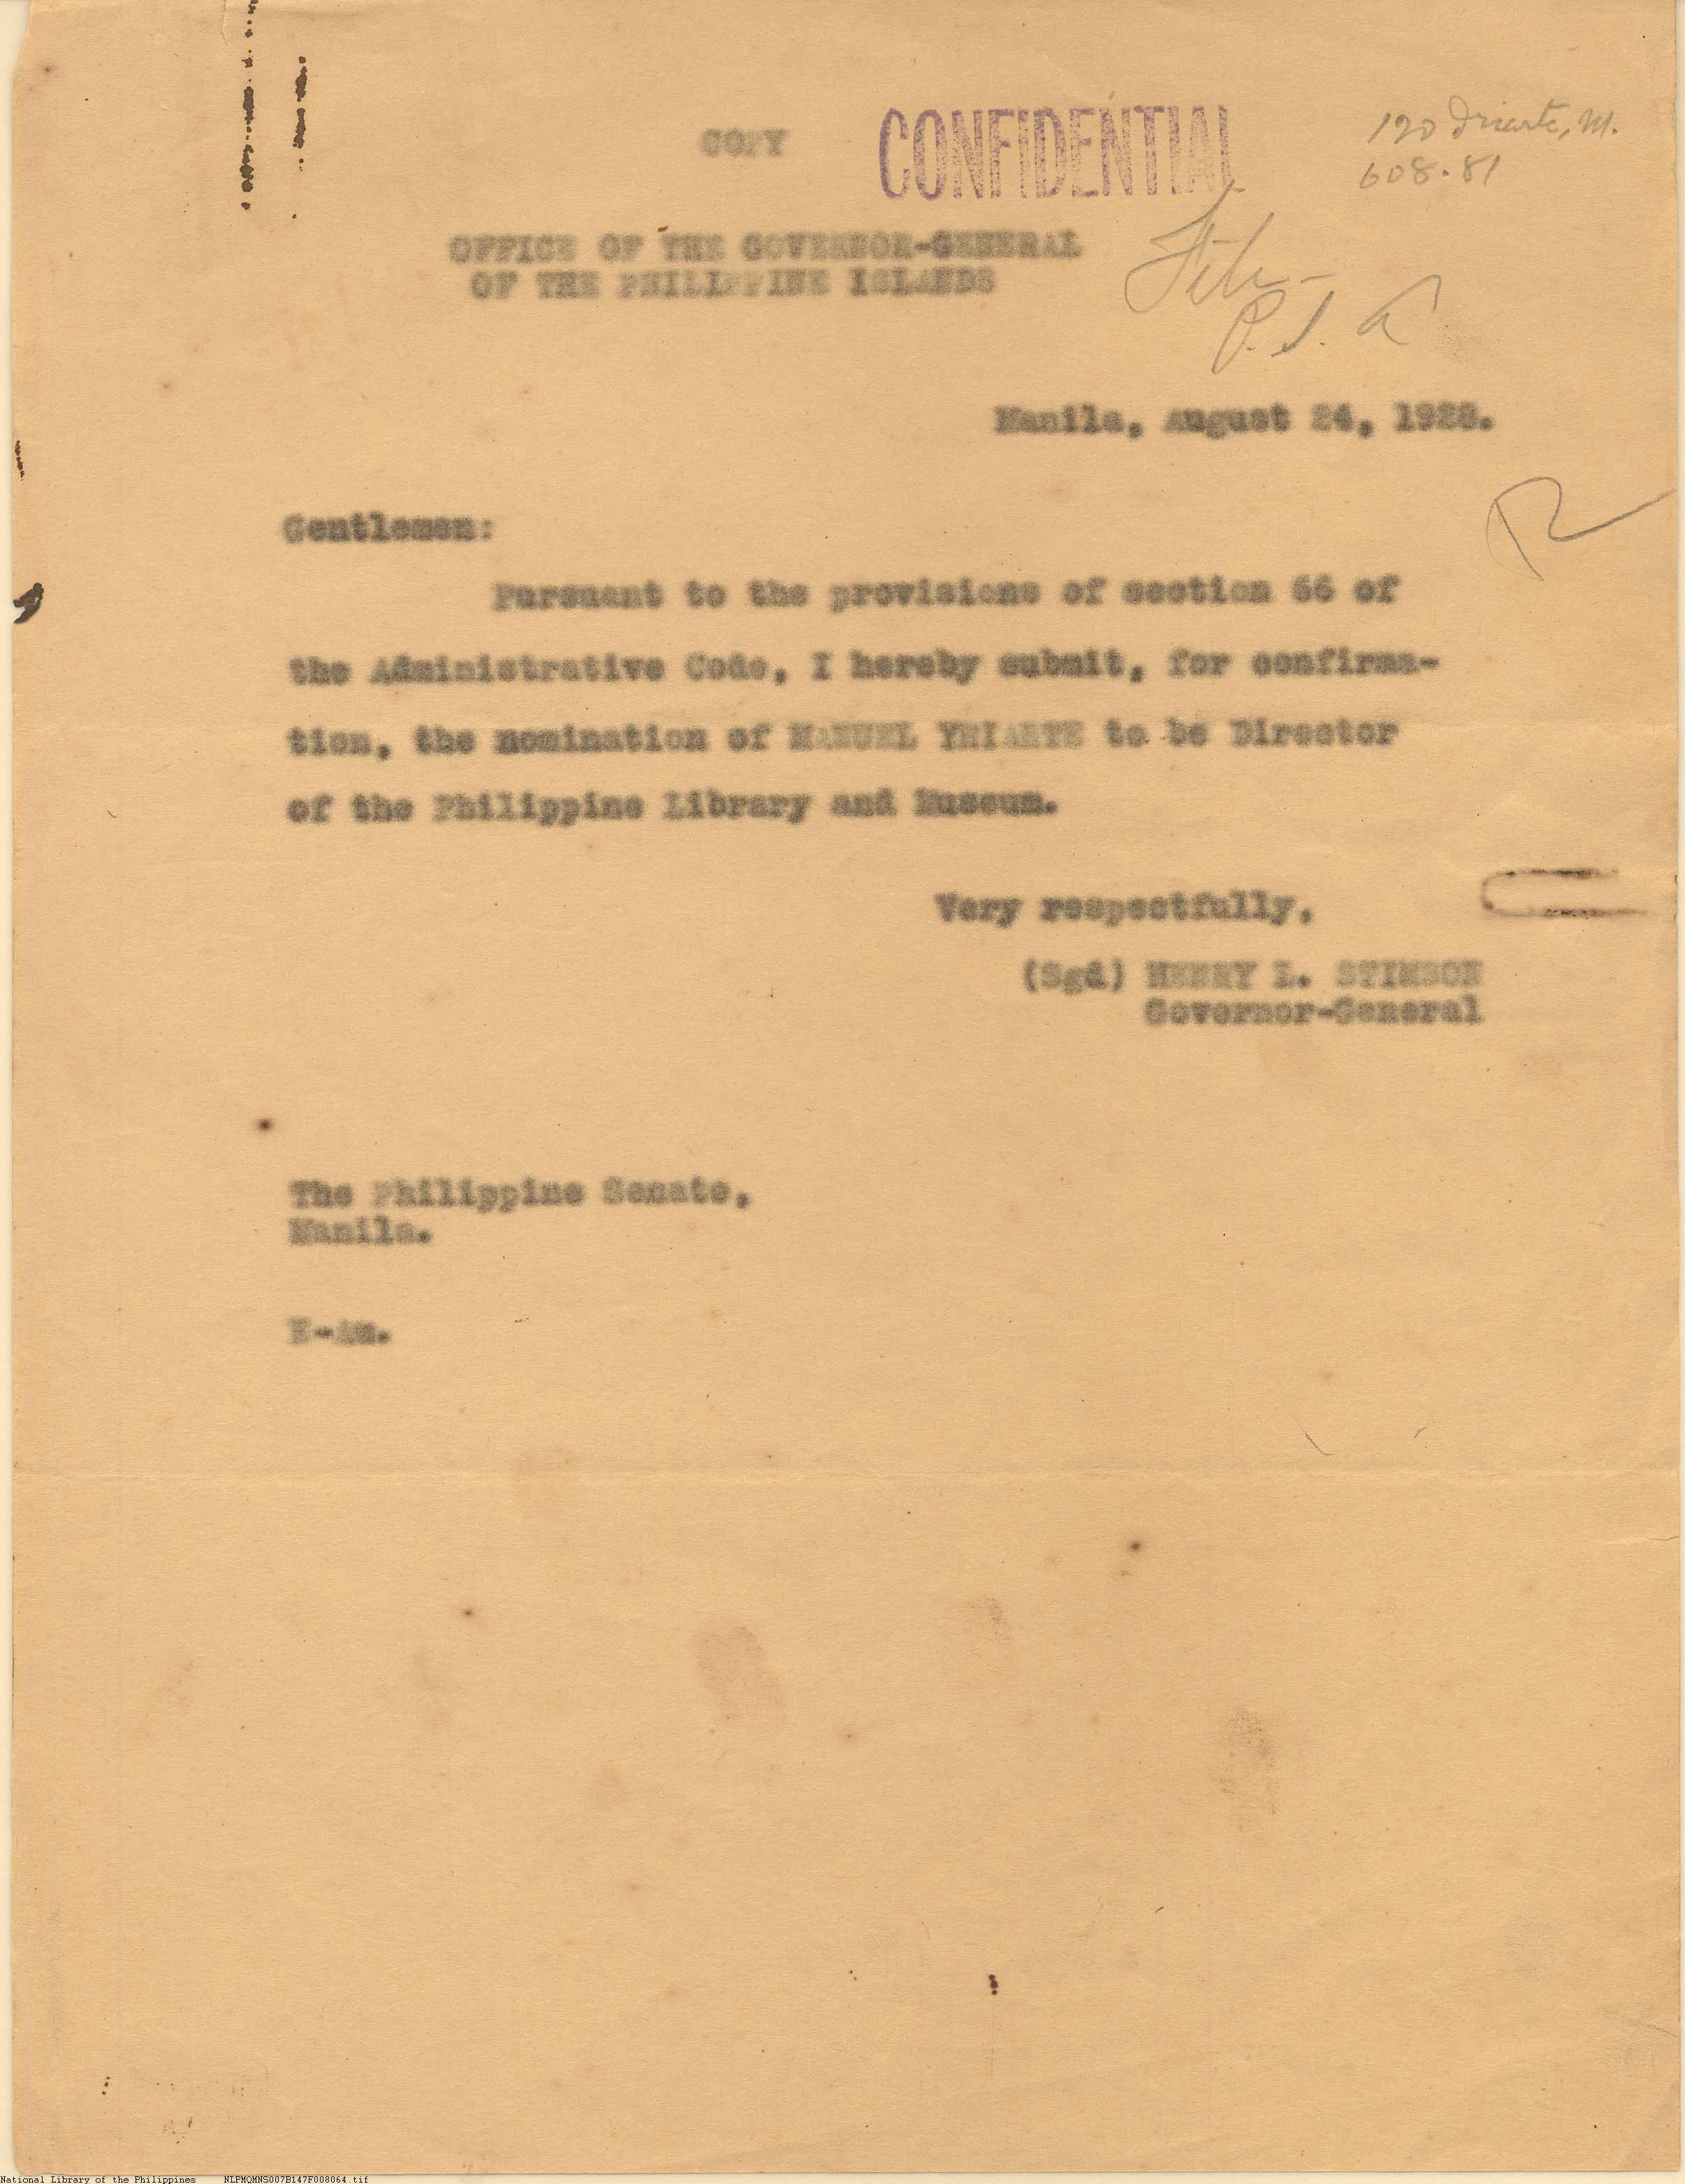 COPY
CONFIDENTIAL
120 Iriarte, M.
608.81
File
P.I.
OFFICE OF THE GOVERNOR-GENERAL
OF THE PHILIPPINE ISLANDS
Manila, August 24, 1928.
Gentlemen:
Pursuant to the provisions of section 66 of
the Administrative Code, I hereby submit, for confirma-
tion, the nomination of MANUEL YRIARTE to be Director
of the Philippine Library and Museum.
Very respectfully,
(Sgd) HENRY L. STIMSON
Governor-General
The Philippine Senate,
Manila.
National Library of the Philippines NLPMQMNS007B147F008064.tif